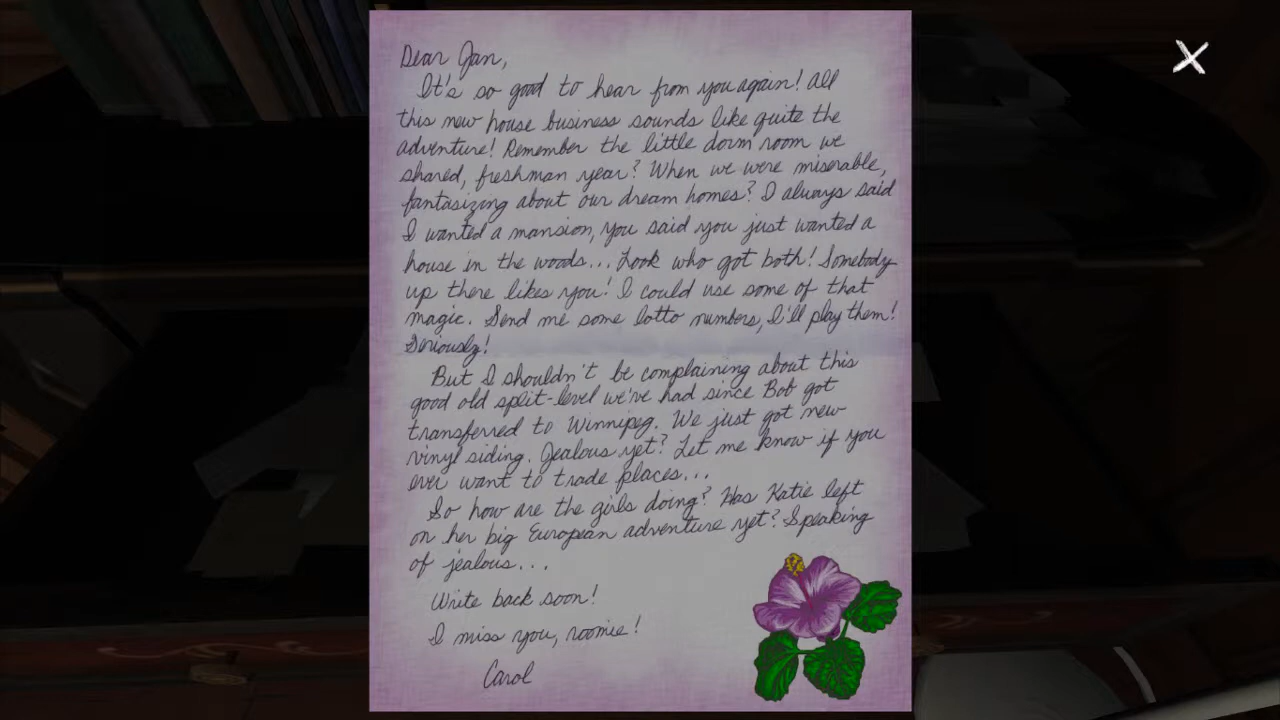 Dear Jan,
It's so good to hear from you again! All
this new house business sounds like quite the
adventure! Remember the little dorm room we
shared, freshman year? When we were miserable,
fantasizing about our dream homes? I always said
I wanted a mansion, you said you just wanted a
house in the woods... Look who got both! Somebody
up there likes you! I could use some of that
magic. Send me some lotto numbers, I'll play them!
Seriously!
But I shouldn't be complaining about this
good old split-level we've had since Bob got
transferred to Winnipeg. We just got new
vinyl siding. Jealous yet? Let me know if you
ever want to trade places...
So how are the girls doing? Has Katie left
on her big European adventure yet? Speaking
of jealous...
Write back soon!
I miss you, roomie!
Carol